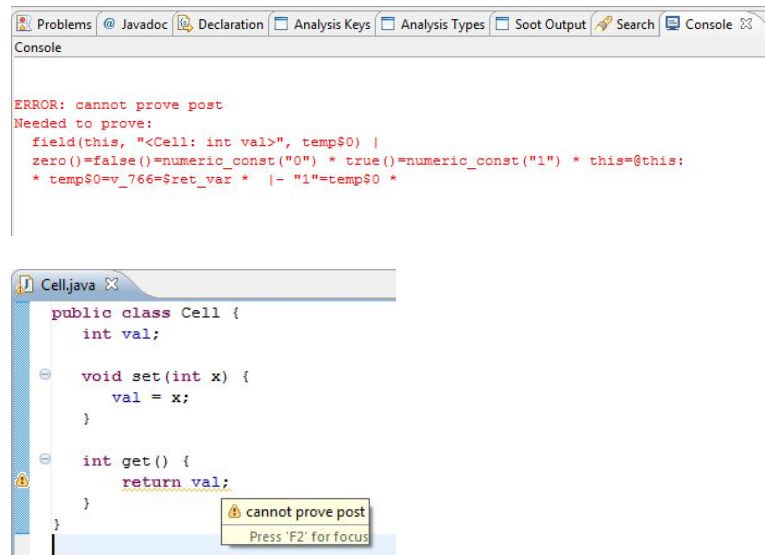 Problems @ Javadoc Declaration Analysis Keys Analysis Types Soot Output Search Console
Console
ERROR: cannot prove post
Needed to prove:
field(this, "<Cell: int val>", temp$0) |
zero()=false()=numeric_const("0") * true()=numeric_const("1") * this=@this:
* temp$0=v_766=$ret_var * |- "1"=temp$0 *
Cell.java
public class Cell {
int val;
void set(int x) {
val = x;
}
int get() {
return val;
}
cannot prove post
}
Press 'F2' for focus